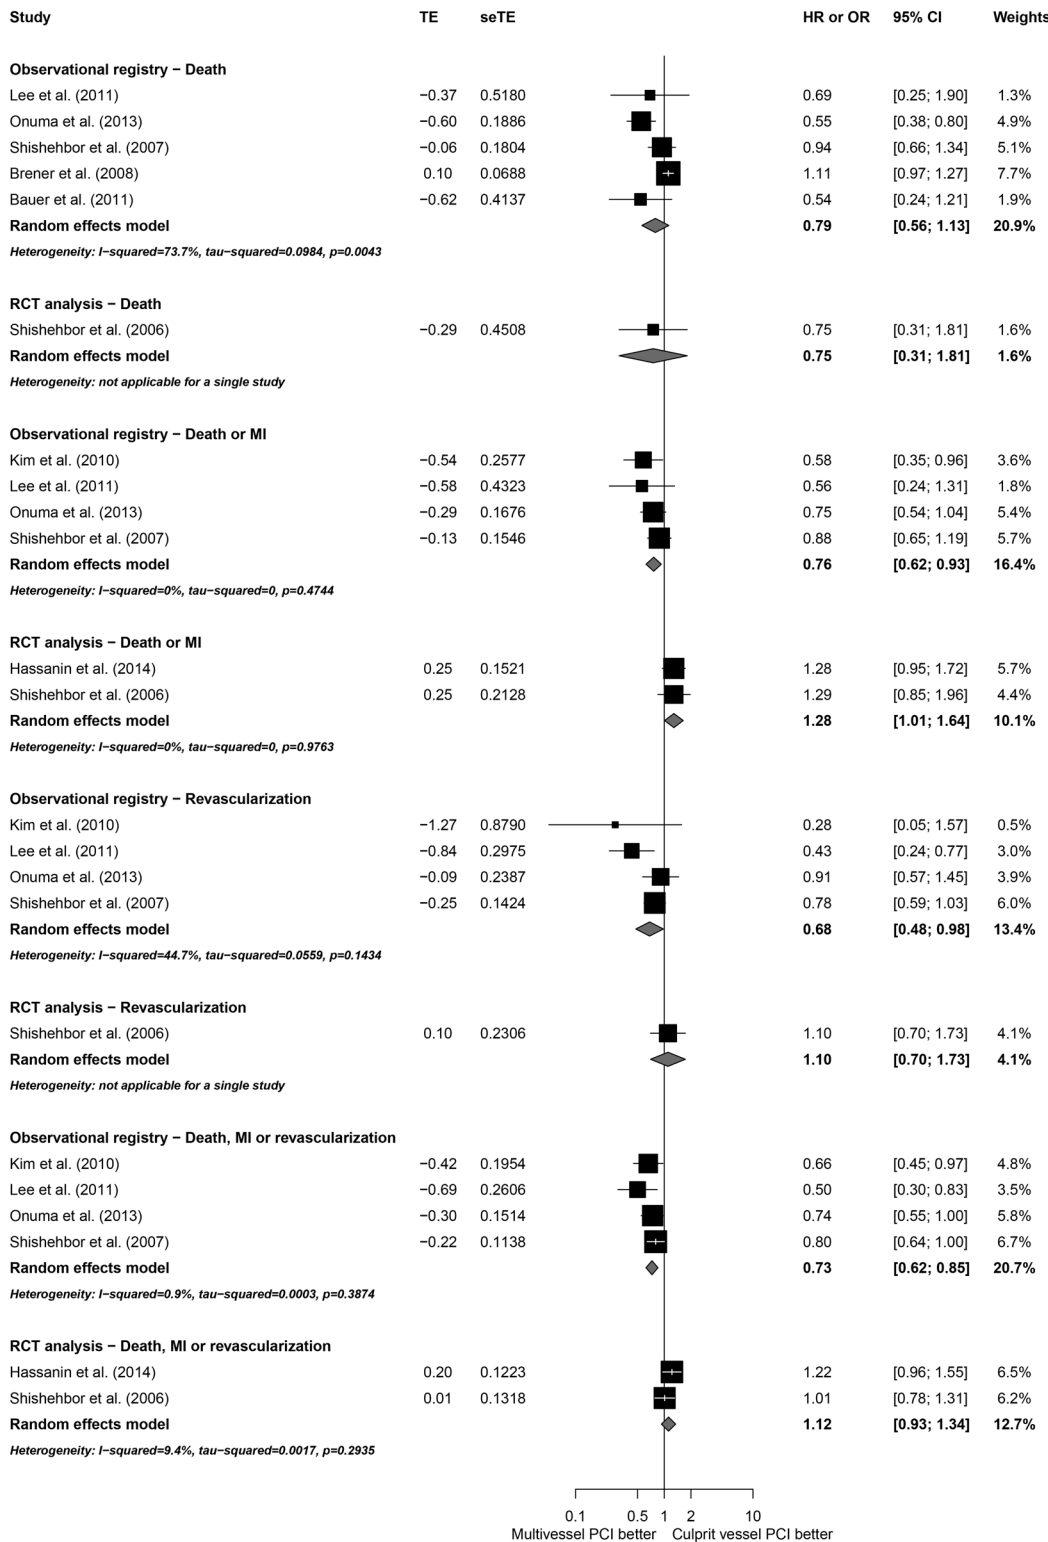 Study TE seTE HR or OR 95% CI Weights
Observational registry − Death
Lee et al. (2011) −0.37 0.5180 0.69 [0.25; 1.90] 1.3%
Onuma et al. (2013) −0.60 0.1886 0.55 [0.38; 0.80] 4.9%
Shishehbor et al. (2007) −0.06 0.1804 0.94 [0.66; 1.34] 5.1%
Brener et al. (2008) 0.10 0.0688 1.11 [0.97; 1.27] 7.7%
Bauer et al. (2011) −0.62 0.4137 0.54 [0.24; 1.21] 1.9%
Random effects model 0.79 [0.56; 1.13] 20.9%
Heterogeneity: I−squared=73.7%, tau−squared=0.0984, p=0.0043
RCT analysis − Death
Shishehbor et al. (2006) −0.29 0.4508 0.75 [0.31; 1.81] 1.6%
Random effects model 0.75 [0.31; 1.81] 1.6%
Heterogeneity: not applicable for a single study
Observational registry − Death or MI
Kim et al. (2010) −0.54 0.2577 0.58 [0.35; 0.96] 3.6%
Lee et al. (2011) −0.58 0.4323 0.56 [0.24; 1.31] 1.8%
Onuma et al. (2013) −0.29 0.1676 0.75 [0.54; 1.04] 5.4%
Shishehbor et al. (2007) −0.13 0.1546 0.88 [0.65; 1.19] 5.7%
Random effects model 0.76 [0.62; 0.93] 16.4%
Heterogeneity: I−squared=0%, tau−squared=0, p=0.4744
RCT analysis − Death or MI
Hassanin et al. (2014) 0.25 0.1521 1.28 [0.95; 1.72] 5.7%
Shishehbor et al. (2006) 0.25 0.2128 1.29 [0.85; 1.96] 4.4%
Random effects model 1.28 [1.01; 1.64] 10.1%
Heterogeneity: I−squared=0%, tau−squared=0, p=0.9763
Observational registry − Revascularization
Kim et al. (2010) −1.27 0.8790 0.28 [0.05; 1.57] 0.5%
Lee et al. (2011) −0.84 0.2975 0.43 [0.24; 0.77] 3.0%
Onuma et al. (2013) −0.09 0.2387 0.91 [0.57; 1.45] 3.9%
Shishehbor et al. (2007) −0.25 0.1424 0.78 [0.59; 1.03] 6.0%
Random effects model 0.68 [0.48; 0.98] 13.4%
Heterogeneity: I−squared=44.7%, tau−squared=0.0559, p=0.1434
RCT analysis − Revascularization
Shishehbor et al. (2006) 0.10 0.2306 1.10 [0.70; 1.73] 4.1%
Random effects model 1.10 [0.70; 1.73] 4.1%
Heterogeneity: not applicable for a single study
Observational registry − Death, MI or revascularization
Kim et al. (2010) −0.42 0.1954 0.66 [0.45; 0.97] 4.8%
Lee et al. (2011) −0.69 0.2606 0.50 [0.30; 0.83] 3.5%
Onuma et al. (2013) −0.30 0.1514 0.74 [0.55; 1.00] 5.8%
Shishehbor et al. (2007) −0.22 0.1138 0.80 [0.64; 1.00] 6.7%
Random effects model 0.73 [0.62; 0.85] 20.7%
Heterogeneity: I−squared=0.9%, tau−squared=0.0003, p=0.3874
RCT analysis − Death, MI or revascularization
Hassanin et al. (2014) 0.20 0.1223 1.22 [0.96; 1.55] 6.5%
Shishehbor et al. (2006) 0.01 0.1318 1.01 [0.78; 1.31] 6.2%
Random effects model 1.12 [0.93; 1.34] 12.7%
Heterogeneity: I−squared=9.4%, tau−squared=0.0017, p=0.2935
0.1 0.5 1 2 10
Multivessel PCI better Culprit vessel PCI better